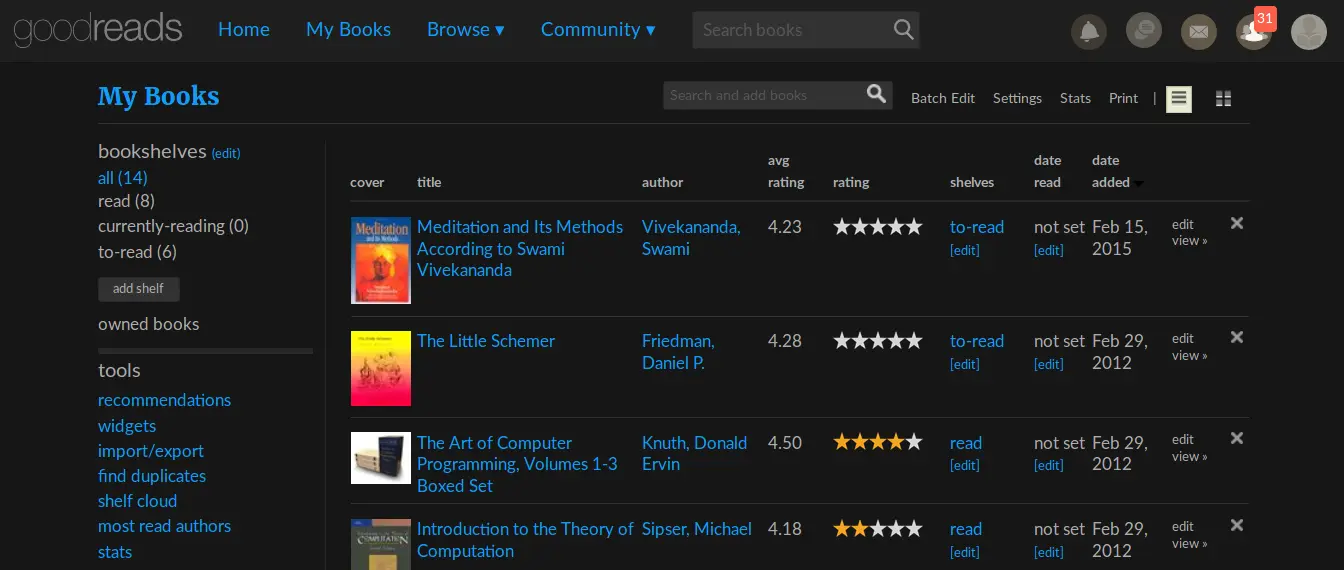 goodreads Home My Books Browse ▾ Community ▾ Search books 31
My Books Search and add books Batch Edit Settings Stats Print |
bookshelves (edit)
all (14)
read (8)
currently-reading (0)
to-read (6)
add shelf
owned books
tools
recommendations
widgets
import/export
find duplicates
shelf cloud
most read authors
stats
cover title author avg rating rating shelves date read date added
Meditation and Its Methods
According to Swami
Vivekananda
Vivekananda,
Swami
4.23
to-read
[edit]
not set
[edit]
Feb 15,
2015
edit
view »
Meditation
and Its Methods
The Little Schemer
Friedman,
Daniel P.
4.28
to-read
[edit]
not set
[edit]
Feb 29,
2012
edit
view »
The Art of Computer
Programming, Volumes 1-3
Boxed Set
Knuth, Donald
Ervin
4.50
read
[edit]
not set
[edit]
Feb 29,
2012
edit
view »
Introduction to the Theory of
Computation
Sipser, Michael
4.18
read
[edit]
not set
[edit]
Feb 29,
2012
edit
view »
COMPUTATION